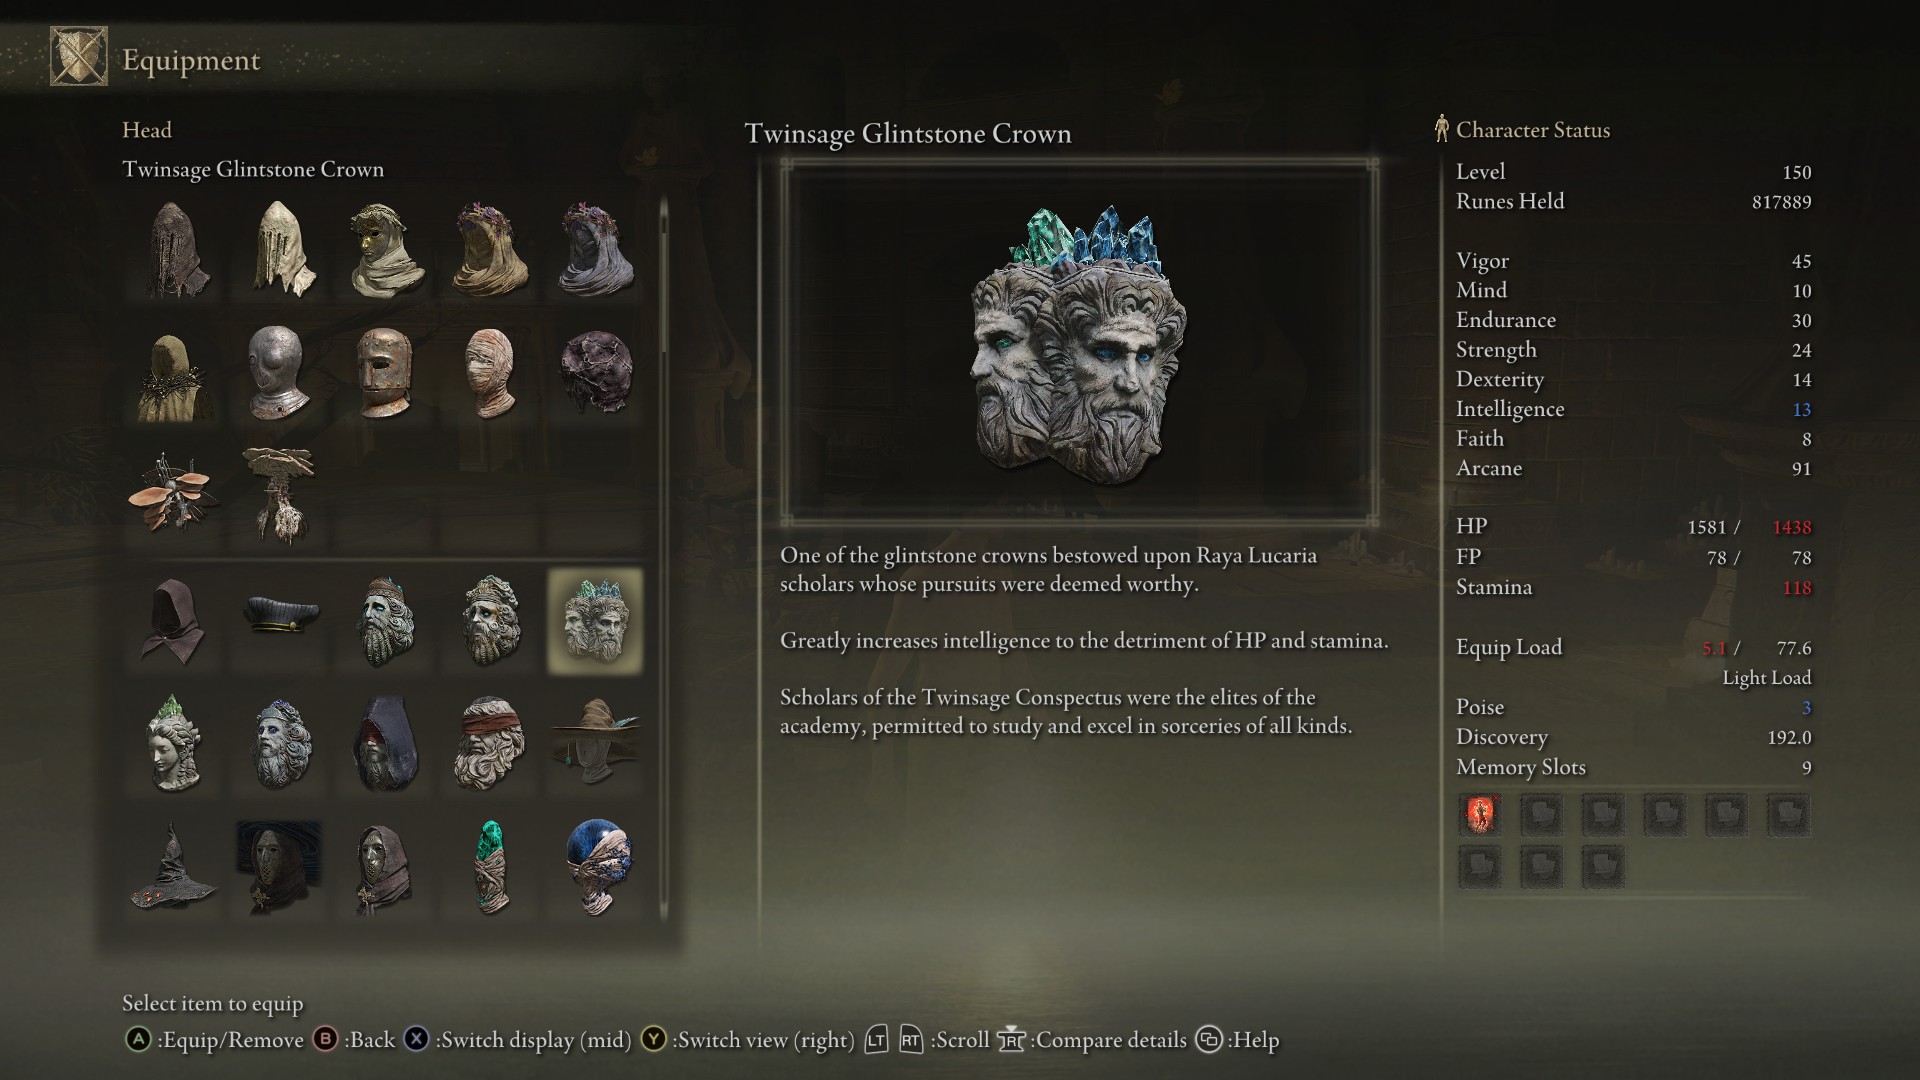 Equipment
Head
Twinsage Glintstone Crown
Twinsage Glintstone Crown
One of the glintstone crowns bestowed upon Raya Lucaria
scholars whose pursuits were deemed worthy.
Greatly increases intelligence to the detriment of HP and stamina.
Scholars of the Twinsage Conspectus were the elites of the
academy, permitted to study and excel in sorceries of all kinds.
Character Status
Level 150
Runes Held 817889
Vigor 45
Mind 10
Endurance 30
Strength 24
Dexterity 14
Intelligence 13
Faith 8
Arcane 91
HP 1581 / 1438
FP 78 / 78
Stamina 118
Equip Load 5.1 / 77.6
Light Load
Poise 3
Discovery 192.0
Memory Slots 9
Select item to equip
A :Equip/Remove B :Back X :Switch display (mid) Y :Switch view (right) LT RT :Scroll R :Compare details :Help